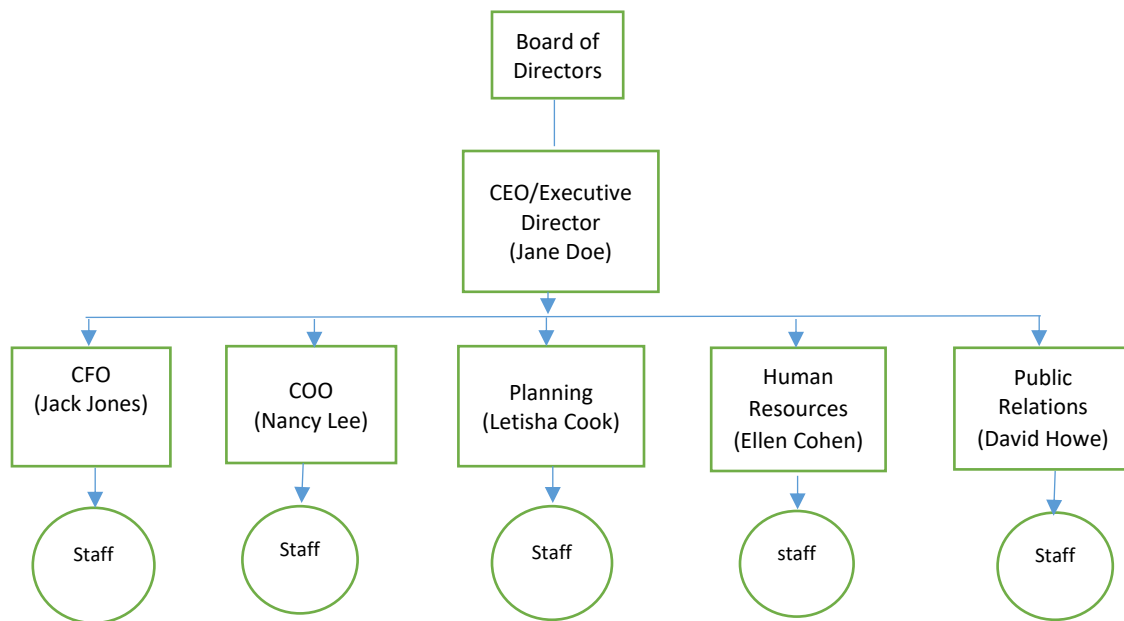 Board of
Directors
CEO/Executive
Director
(Jane Doe)
CFO
(Jack Jones)
COO
(Nancy Lee)
Planning
(Letisha Cook)
Human
Resources
(Ellen Cohen)
Public
Relations
(David Howe)
Staff
Staff
Staff
staff
Staff